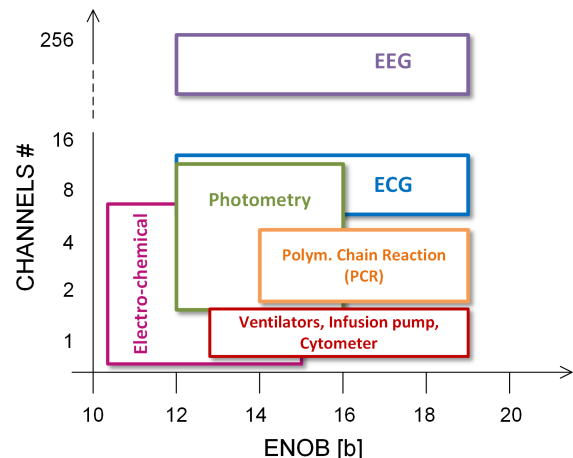 256
EEG
16
8
4
2
1
CHANNELS #
ECG
Photometry
Electro-chemical
Polym. Chain Reaction
(PCR)
Ventilators, Infusion pump,
Cytometer
10 12 14 16 18 20
ENOB [b]